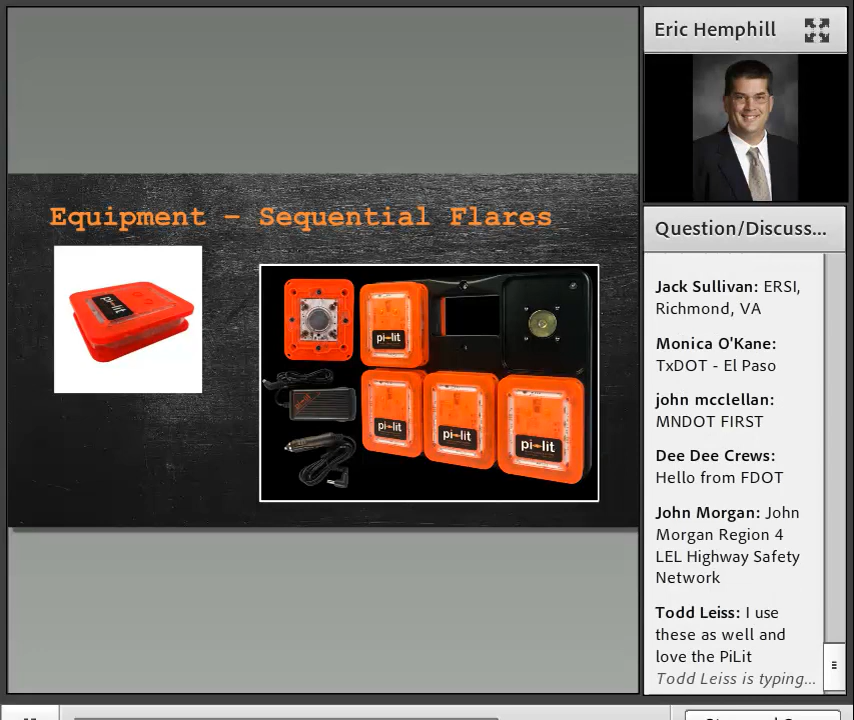 Eric Hemphill
Equipment – Sequential Flares
pi-lit
pi-lit
pi-lit
pi-lit
pi-lit
Question/Discuss...
Jack Sullivan: ERSI,
Richmond, VA
Monica O'Kane:
TxDOT - El Paso
john mcclellan:
MNDOT FIRST
Dee Dee Crews:
Hello from FDOT
John Morgan: John
Morgan Region 4
LEL Highway Safety
Network
Todd Leiss: I use
these as well and
love the PiLit
Todd Leiss is typing...